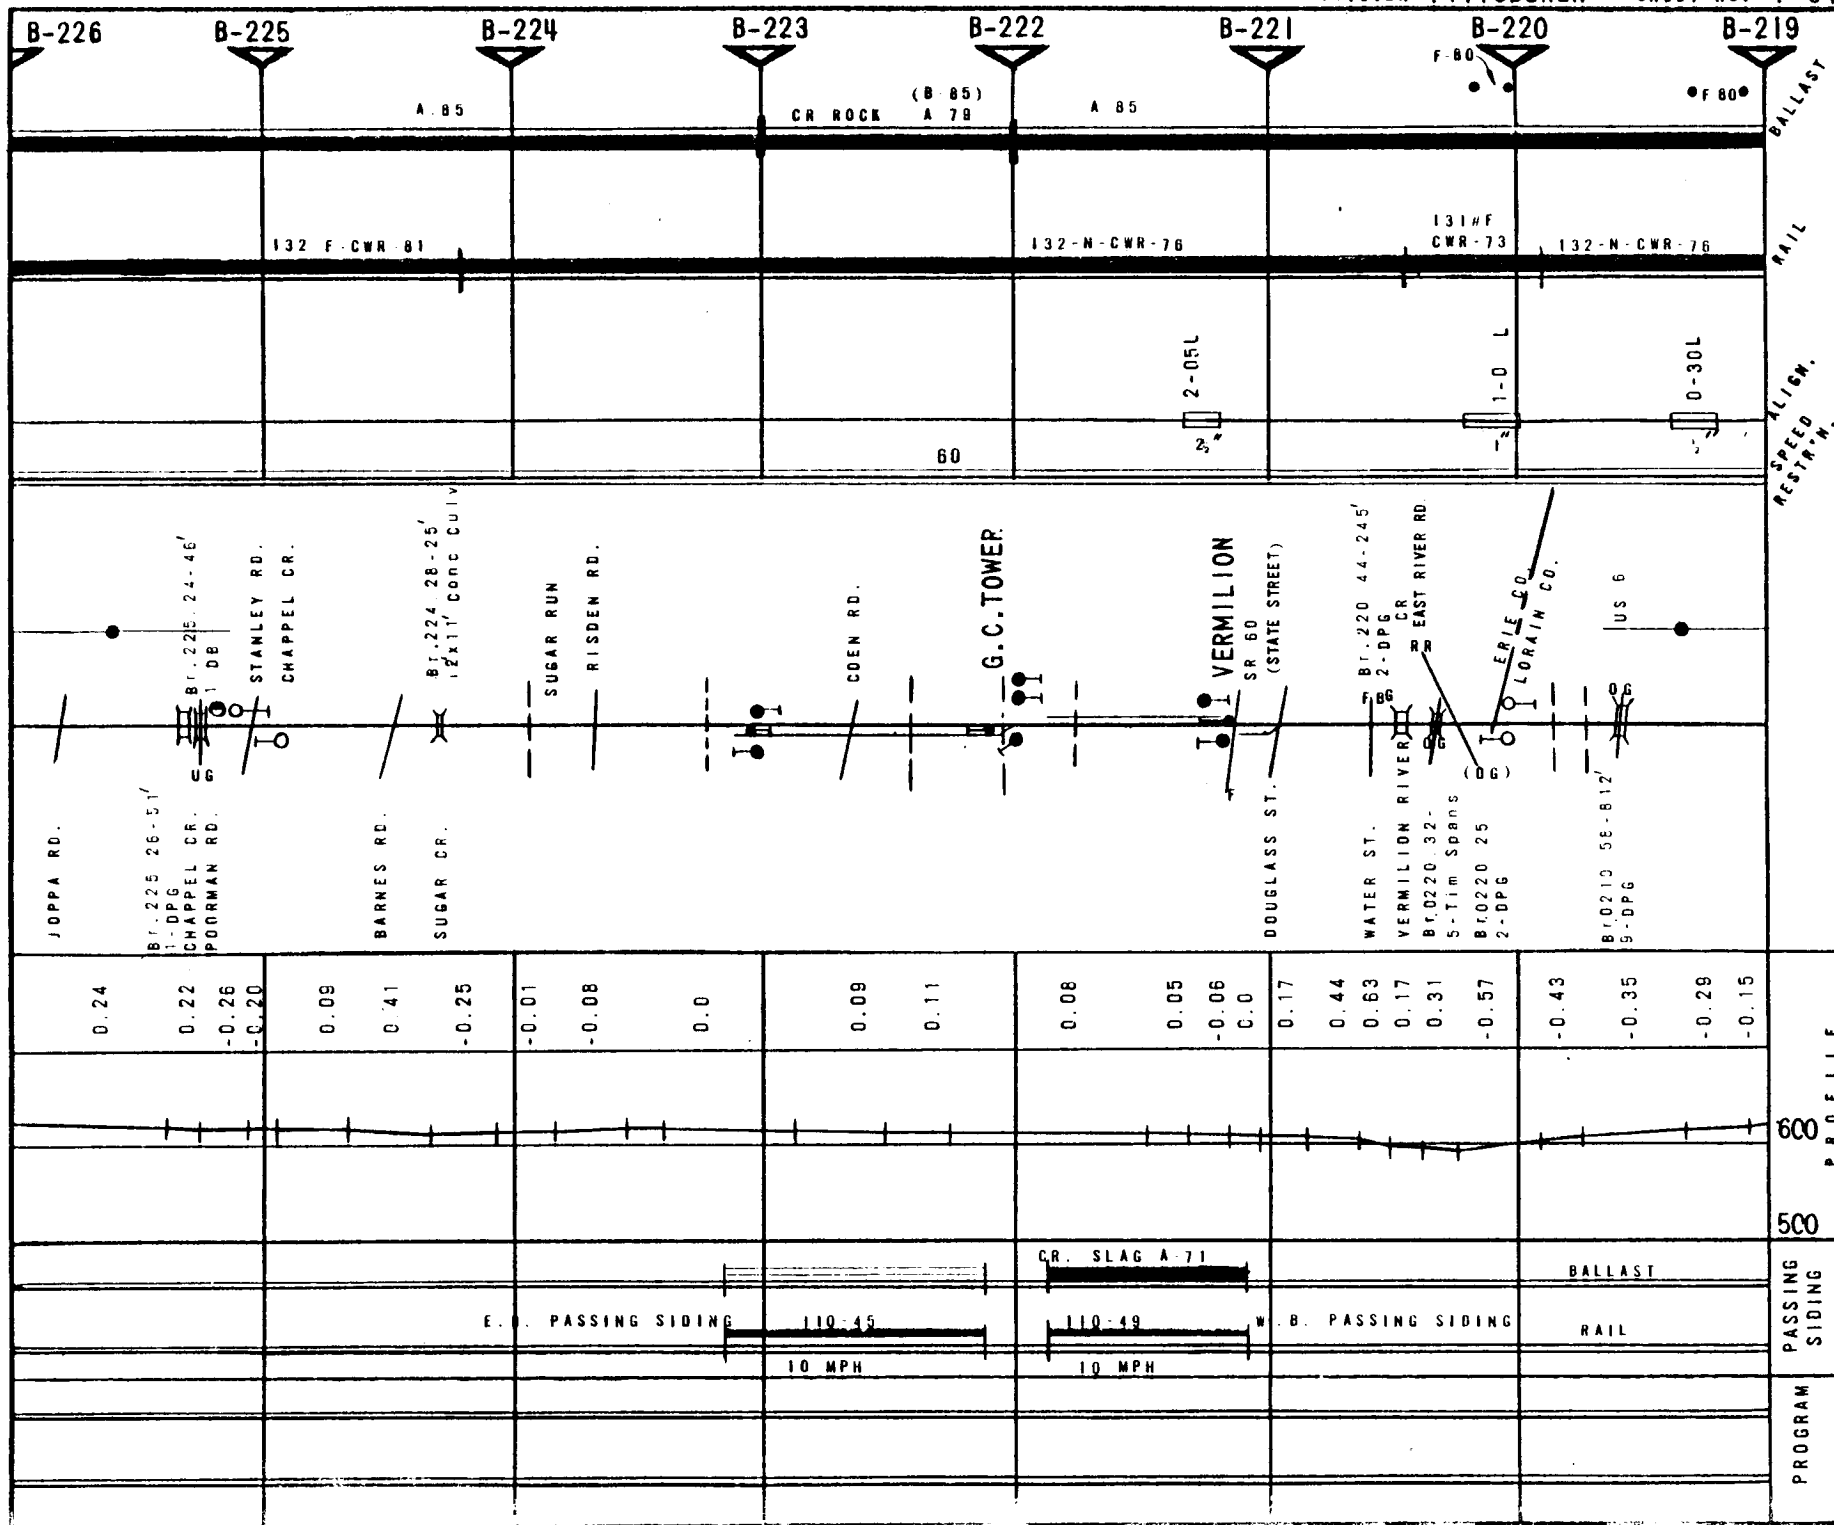 B-226 B-225 B-224 B-223 B-222 B-221 B-220 B-219
F-80
F 80
A 85
CR ROCK
(B-85)
A 79
A 85
BALLAST
132 F-CWR-81
132-N-CWR-76
131#F
CWR-73
132-N-CWR-76
RAIL
2-05L
1-0 L
0-30L
1"
ALIGN.
60
SPEED
RESTR'N.
Br.225.24-46'
1 DB
STANLEY RD.
CHAPPEL CR.
Br.224.28-25'
12x11' Conc Culv
SUGAR RUN
RISDEN RD.
COEN RD.
G.C.TOWER
VERMILION
SR 60
(STATE STREET)
Br.220 44-245'
2-DPG
CR
EAST RIVER RD.
RR
ERIE CO.
LORAIN CO.
US 6
F
BG
OG
UG
F
OG
(OG)
JOPPA RD.
Br.225 26-51'
1-DPG
CHAPPEL CR.
POORMAN RD.
BARNES RD.
SUGAR CR.
DOUGLASS ST.
WATER ST.
VERMILION RIVER
Br.0220.32-
5-Tim Spans
Br.0220 25
2-DPG
Br.0219 58-812'
9-DPG
0.24 0.22 -0.26 -0.20 0.09 0.41 -0.25 -0.01 -0.08 0.0 0.09 0.11 0.08 0.05 -0.06 0.0 0.17 0.44 0.63 0.17 0.31 -0.57 -0.43 -0.35 -0.29 -0.15
600
PROFILE
500
CR. SLAG A-71
BALLAST
PASSING
SIDING
PASSING SIDING
110-45
110-49
W.B. PASSING SIDING
RAIL
10 MPH
10 MPH
PROGRAM